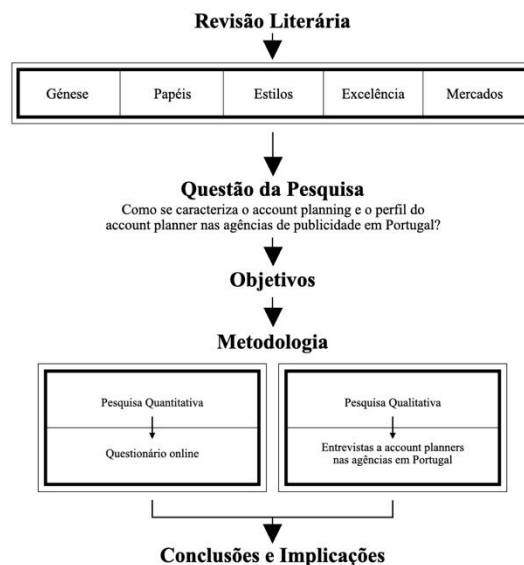 Revisão Literária
Génese
Papéis
Estilos
Excelência
Mercados
Questão da Pesquisa
Como se caracteriza o account planning e o perfil do
account planner nas agências de publicidade em Portugal?
Objetivos
Metodologia
Pesquisa Quantitativa
Questionário online
Pesquisa Qualitativa
Entrevistas a account planners
nas agências em Portugal
Conclusões e Implicações